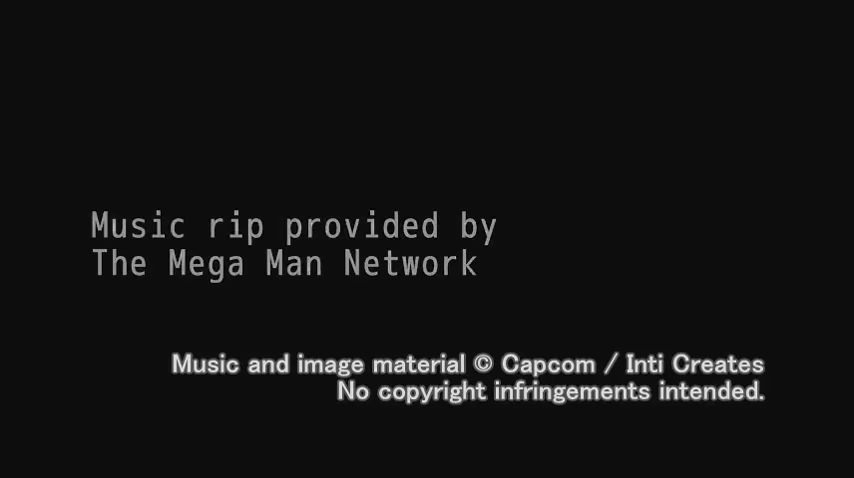 Music rip provided by
The Mega Man Network
Music and image material © Capcom / Inti Creates
No copyright infringements intended.